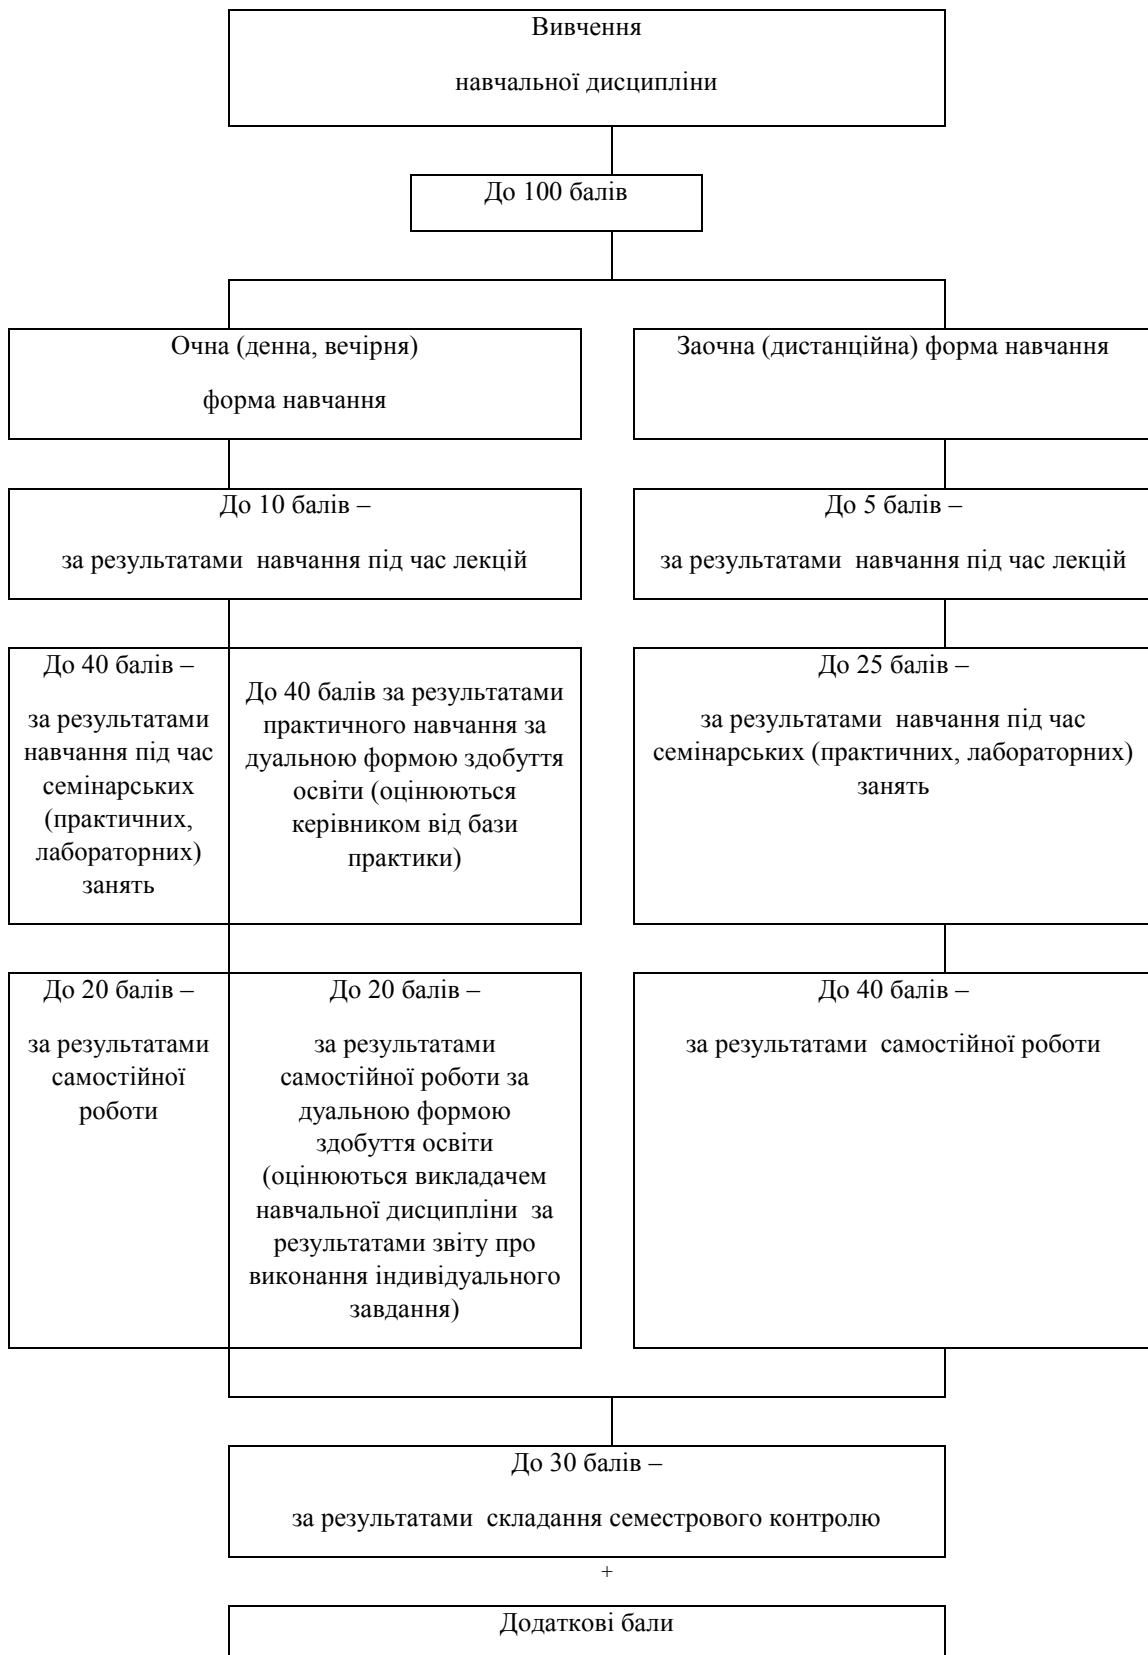 Вивчення
навчальної дисципліни
До 100 балів
Очна (денна, вечірня)
форма навчання
Заочна (дистанційна) форма навчання
До 10 балів –
за результатами навчання під час лекцій
До 5 балів –
за результатами навчання під час лекцій
До 40 балів –
за результатами
навчання під час
семінарських
(практичних,
лабораторних)
занять
До 40 балів за результатами
практичного навчання за
дуальною формою здобуття
освіти (оцінюються
керівником від бази
практики)
До 25 балів –
за результатами навчання під час
семінарських (практичних, лабораторних)
занять
До 20 балів –
за результатами
самостійної
роботи
До 20 балів –
за результатами
самостійної роботи за
дуальною формою
здобуття освіти
(оцінюються викладачем
навчальної дисципліни за
результатами звіту про
виконання індивідуального
завдання)
До 40 балів –
за результатами самостійної роботи
До 30 балів –
за результатами складання семестрового контролю
+
Додаткові бали